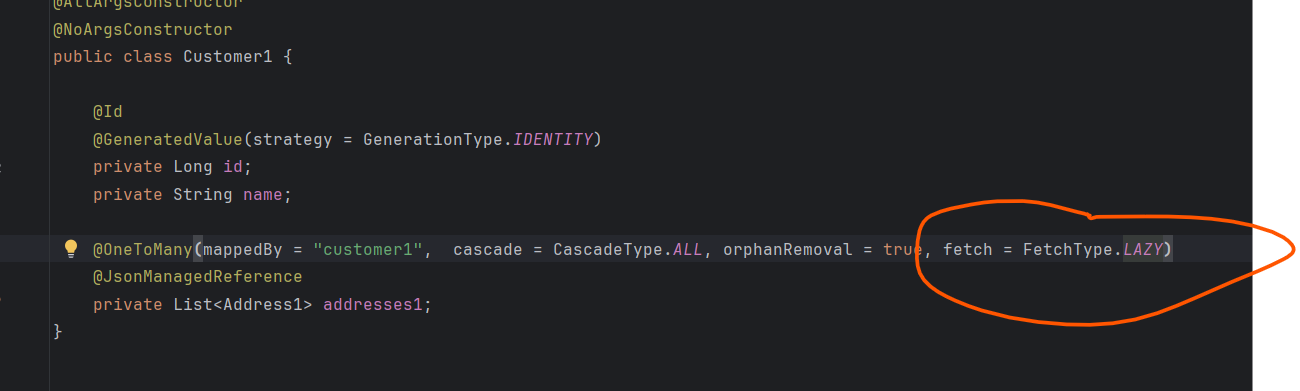 @AllArgsConstructor
@NoArgsConstructor
public class Customer1 {
@Id
@GeneratedValue(strategy = GenerationType.IDENTITY)
private Long id;
private String name;
@OneToMany(mappedBy = "customer1",  cascade = CascadeType.ALL, orphanRemoval = true, fetch = FetchType.LAZY)
@JsonManagedReference
private List<Address1> addresses1;
}